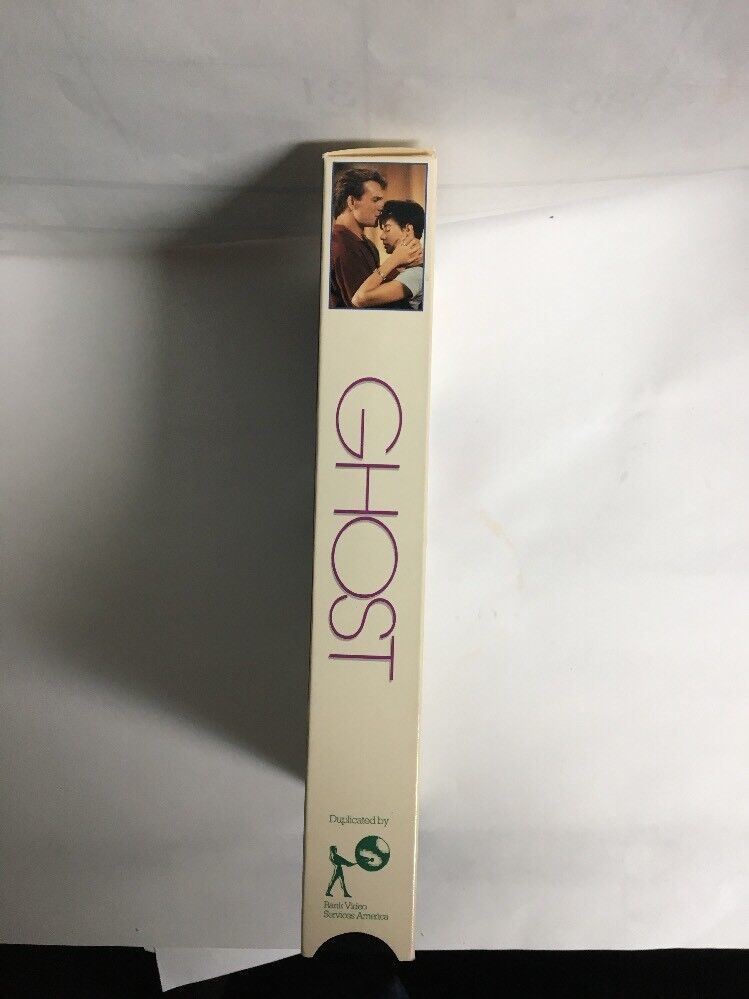 GHOST
Duplicated by
Rank Video
Services America